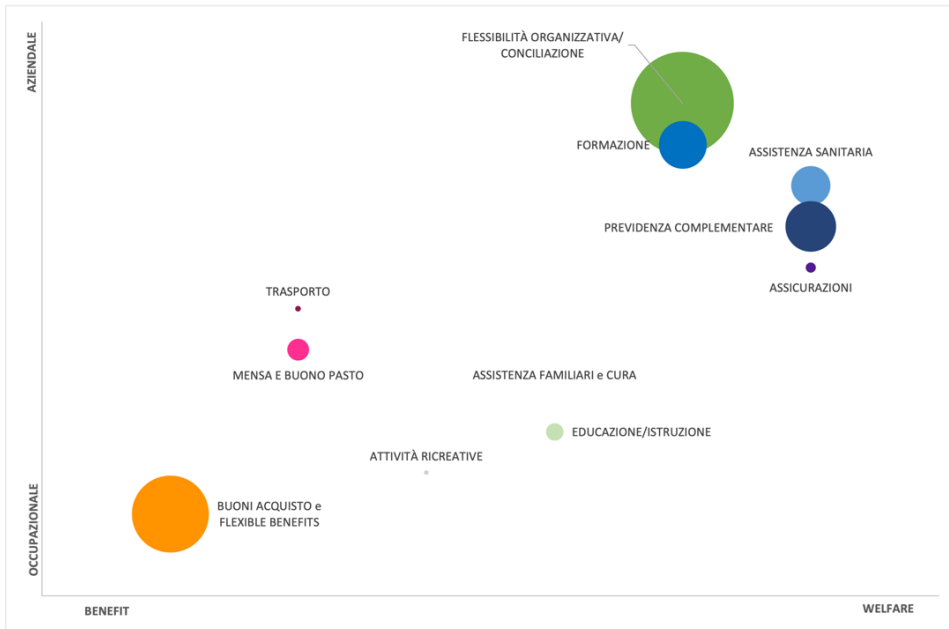 AZIENDALE
FLESSIBILITÀ ORGANIZZATIVA/
CONCILIAZIONE
FORMAZIONE
ASSISTENZA SANITARIA
PREVIDENZA COMPLEMENTARE
ASSICURAZIONI
TRASPORTO
MENSA E BUONO PASTO
ASSISTENZA FAMILIARI e CURA
EDUCAZIONE/ISTRUZIONE
ATTIVITÀ RICREATIVE
BUONI ACQUISTO e
FLEXIBLE BENEFITS
OCCUPAZIONALE
BENEFIT
WELFARE